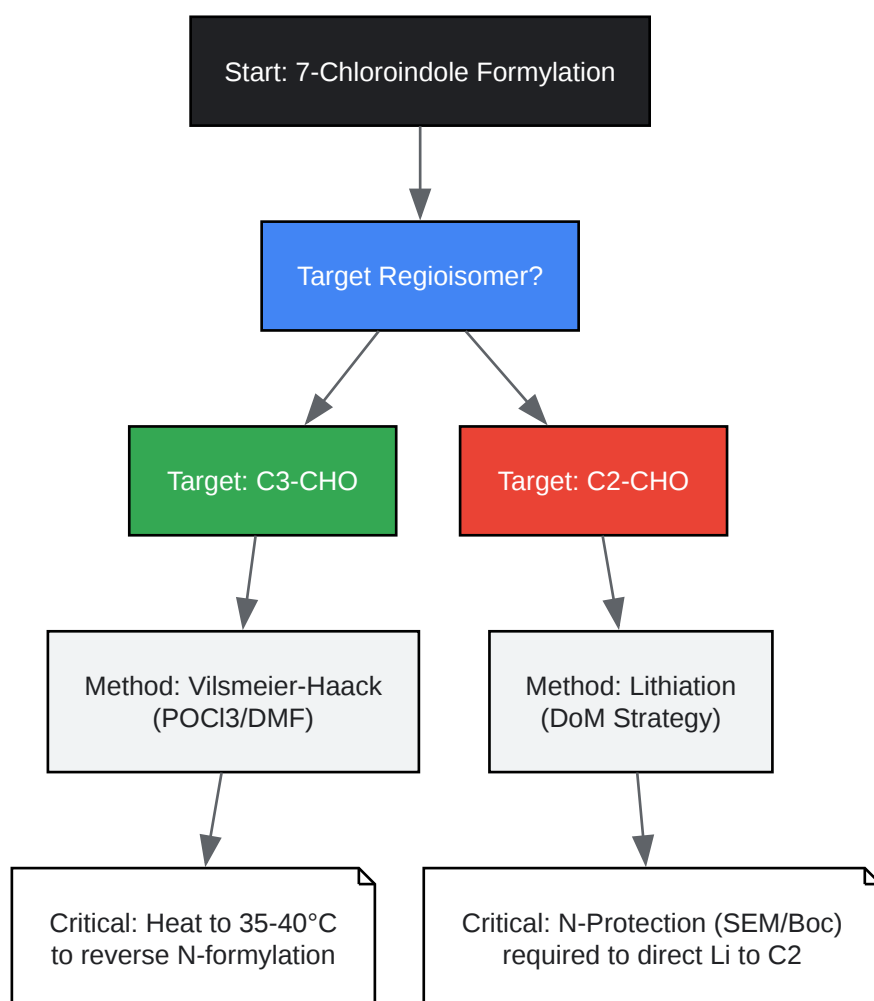 Start: 7-Chloroindole Formylation
Target Regioisomer?
Target: C3-CHO
Target: C2-CHO
Method: Vilsmeier-Haack
(POCl3/DMF)
Method: Lithiation
(DoM Strategy)
Critical: Heat to 35-40°C
to reverse N-formylation
Critical: N-Protection (SEM/Boc)
required to direct Li to C2